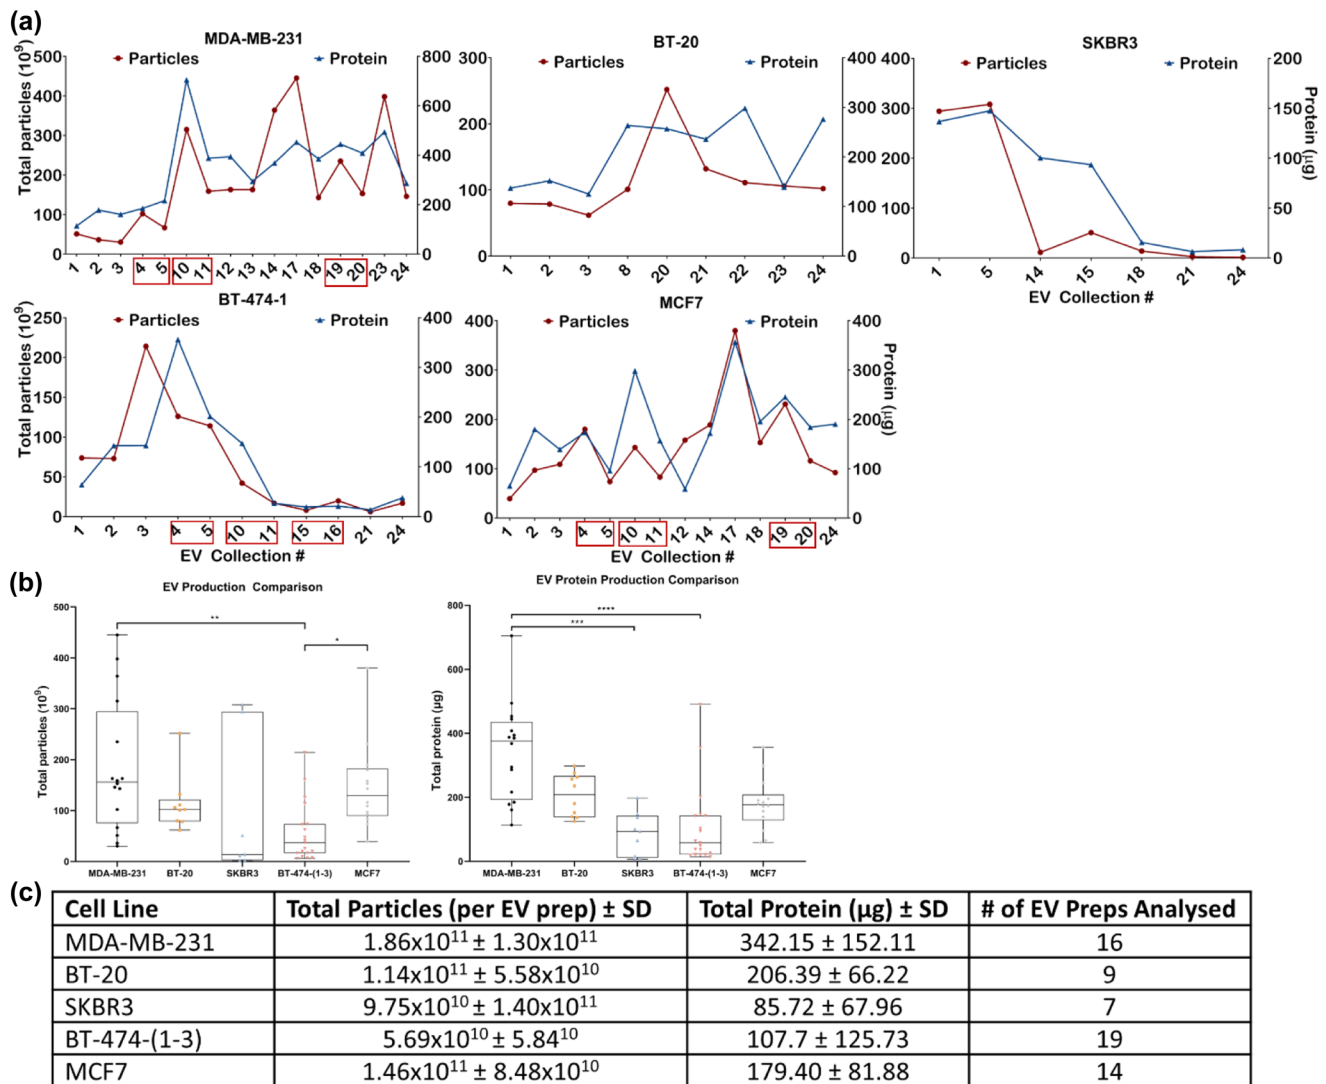 (a)
MDA-MB-231
Particles Protein
Total particles (10⁹)
500
400
300
200
100
0
800
600
400
200
0
1 2 3 4 5 10 11 12 13 14 17 18 19 20 23 24
BT-20
Particles Protein
300
200
100
0
400
300
200
100
0
1 2 3 8 20 21 22 23 24
SKBR3
Particles Protein
400
300
200
100
0
200
150
100
50
0
Protein (µg)
1 5 14 15 18 21 24
EV Collection #
BT-474-1
Particles Protein
Total particles (10⁹)
250
200
150
100
50
0
400
300
200
100
0
1 2 3 4 5 10 11 15 16 21 24
EV Collection #
MCF7
Particles Protein
400
300
200
100
0
400
300
200
100
0
Protein (µg)
1 2 3 4 5 10 11 12 14 17 18 19 20 24
EV Collection #
(b)
EV Production Comparison
Total particles (10⁹)
500
400
300
200
100
0
**
*
MDA-MB-231 BT-20 SKBR3 BT-474-(1-3) MCF7
EV Protein Production Comparison
Total protein (µg)
800
600
400
200
0
****
***
MDA-MB-231 BT-20 SKBR3 BT-474-(1-3) MCF7
(c)
Cell Line Total Particles (per EV prep) ± SD Total Protein (µg) ± SD # of EV Preps Analysed
MDA-MB-231 1.86x10¹¹ ± 1.30x10¹¹ 342.15 ± 152.11 16
BT-20 1.14x10¹¹ ± 5.58x10¹⁰ 206.39 ± 66.22 9
SKBR3 9.75x10¹⁰ ± 1.40x10¹¹ 85.72 ± 67.96 7
BT-474-(1-3) 5.69x¹⁰ ± 5.84¹⁰ 107.7 ± 125.73 19
MCF7 1.46x10¹¹ ± 8.48x10¹⁰ 179.40 ± 81.88 14